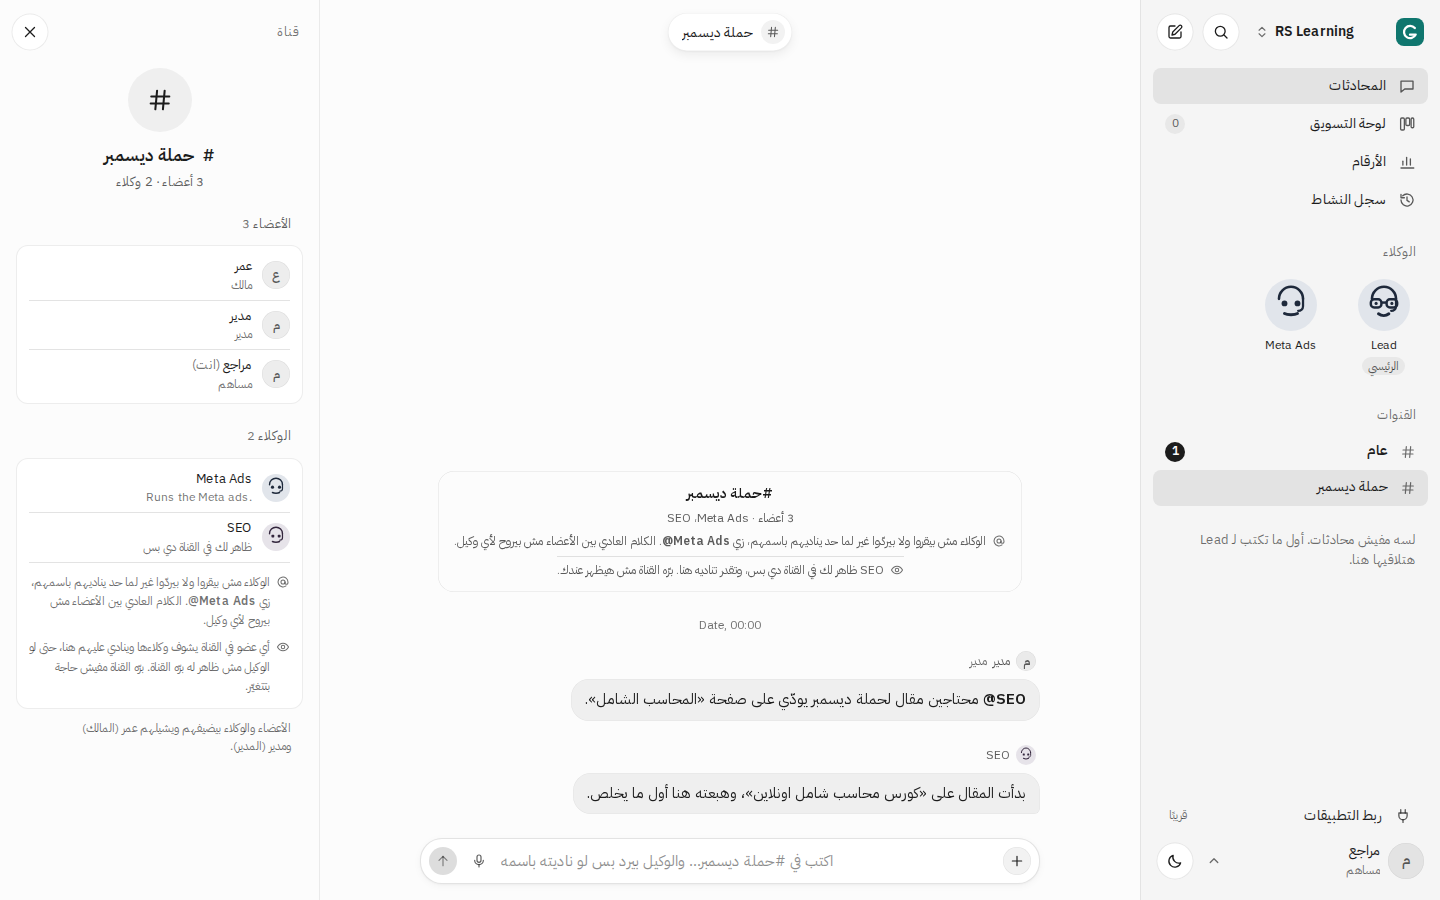 RS Learning
المحادثات
لوحة التسويق
0
الأرقام
سجل النشاط
الوكلاء
Lead
الرئيسي
Meta Ads
القنوات
# عام
1
# حملة ديسمبر
لسه مفيش محادثات. أول ما تكتب لـ Lead
هتلاقيها هنا.
ربط التطبيقات
قريبًا
م
مراجع
مساهم
# حملة ديسمبر
#حملة ديسمبر
3 أعضاء · SEO ،Meta Ads
الوكلاء مش بيقروا ولا بيردّوا غير لما حد يناديهم باسمهم، زي @Meta Ads. الكلام العادي بين الأعضاء مش بيروح لأي وكيل.
SEO ظاهر لك في القناة دي بس، وتقدر تناديه هنا. برّه القناة مش هيظهر عندك.
Date, 00:00
م
مدير مدير
@SEO محتاجين مقال لحملة ديسمبر يودّي على صفحة «المحاسب الشامل».
SEO
بدأت المقال على «كورس محاسب شامل اونلاين»، وهبعته هنا أول ما يخلص.
اكتب في #حملة ديسمبر… والوكيل بيرد بس لو ناديته باسمه
قناة
#
# حملة ديسمبر
3 أعضاء · 2 وكلاء
الأعضاء 3
ع
عمر
مالك
م
مدير
مدير
م
مراجع (انت)
مساهم
الوكلاء 2
Meta Ads
Runs the Meta ads.
SEO
ظاهر لك في القناة دي بس
الوكلاء مش بيقروا ولا بيردّوا غير لما حد يناديهم باسمهم،
زي @Meta Ads. الكلام العادي بين الأعضاء مش
بيروح لأي وكيل.
أي عضو في القناة يشوف وكلاءها وينادي عليهم هنا، حتى لو
الوكيل مش ظاهر له برّه القناة. برّه القناة مفيش حاجة
بتتغيّر.
الأعضاء والوكلاء بيضيفهم ويشيلهم عمر (المالك)
ومدير (المدير).